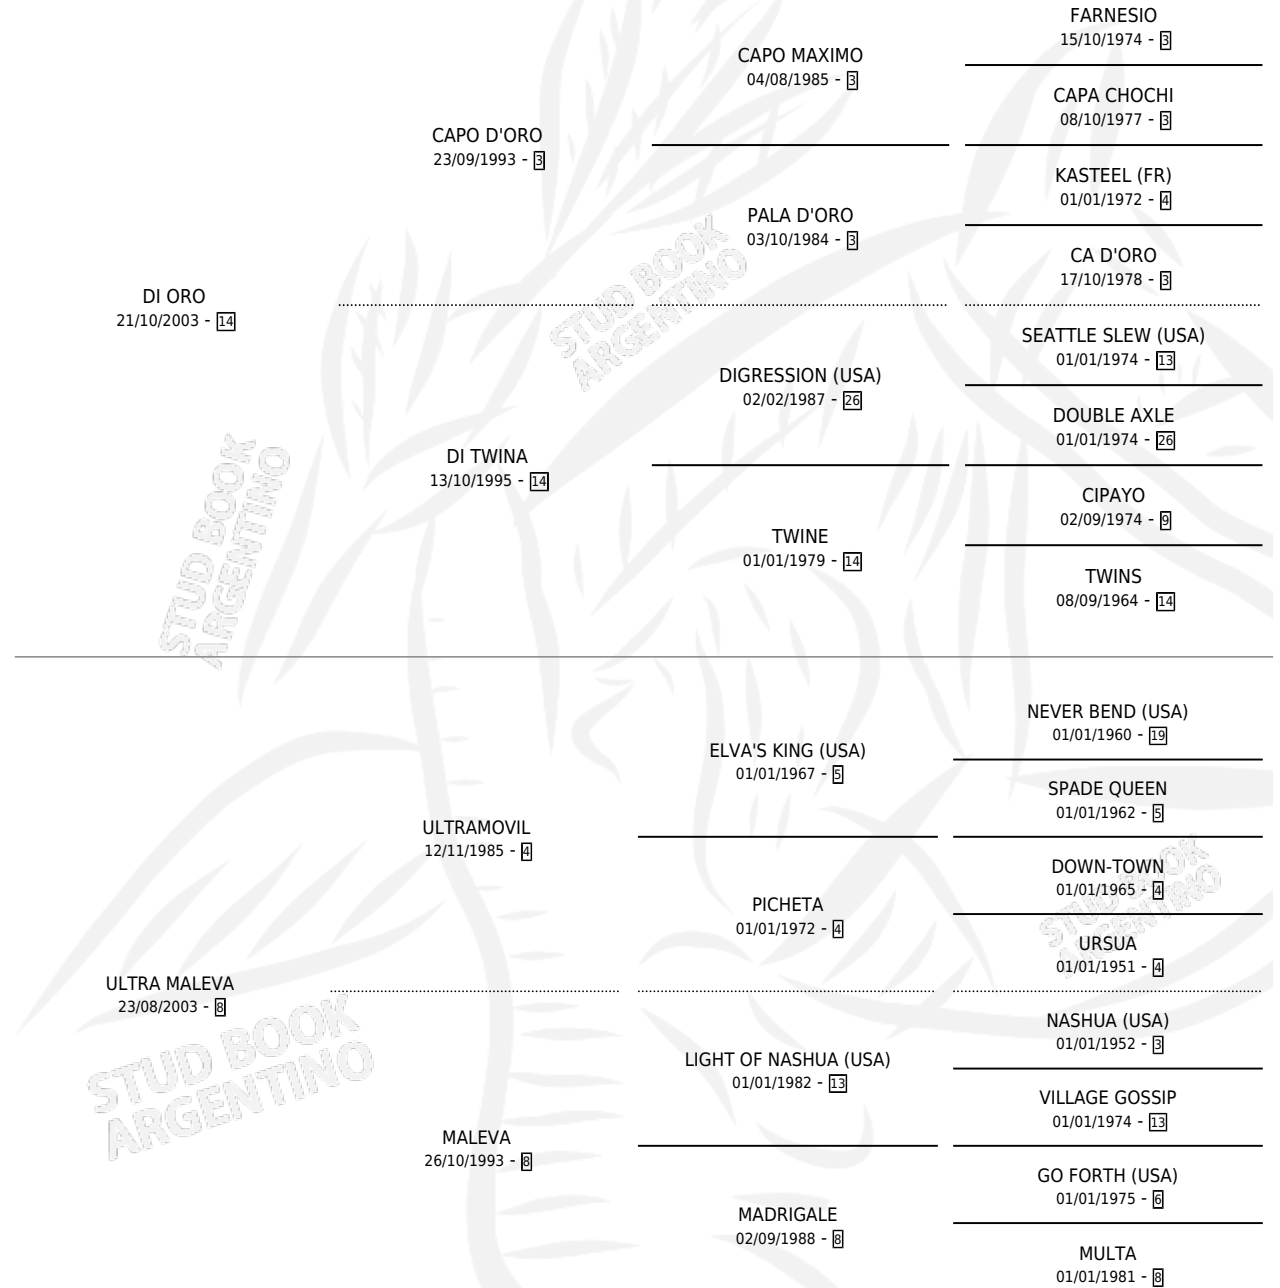 FARNESIO
15/10/1974 - 3
CAPO MAXIMO
04/08/1985 - 3
CAPA CHOCHI
08/10/1977 - 3
CAPO D'ORO
23/09/1993 - 3
KASTEEL (FR)
01/01/1972 - 4
PALA D'ORO
03/10/1984 - 3
CA D'ORO
17/10/1978 - 3
DI ORO
21/10/2003 - 14
STUD BOOK
ARGENTINO
SEATTLE SLEW (USA)
01/01/1974 - 13
DIGRESSION (USA)
02/02/1987 - 26
DOUBLE AXLE
01/01/1974 - 26
DI TWINA
13/10/1995 - 14
CIPAYO
02/09/1974 - 9
TWINE
01/01/1979 - 14
TWINS
08/09/1964 - 14
STUD BOOK
ARGENTINO
NEVER BEND (USA)
01/01/1960 - 19
ELVA'S KING (USA)
01/01/1967 - 5
SPADE QUEEN
01/01/1962 - 5
ULTRAMOVIL
12/11/1985 - 4
DOWN-TOWN
01/01/1965 - 4
PICHETA
01/01/1972 - 4
URSUA
01/01/1951 - 4
STUD BOOK
ARGENTINO
ULTRA MALEVA
23/08/2003 - 8
STUD BOOK
ARGENTINO
NASHUA (USA)
01/01/1952 - 3
LIGHT OF NASHUA (USA)
01/01/1982 - 13
VILLAGE GOSSIP
01/01/1974 - 13
MALEVA
26/10/1993 - 8
GO FORTH (USA)
01/01/1975 - 6
MADRIGALE
02/09/1988 - 8
MULTA
01/01/1981 - 8